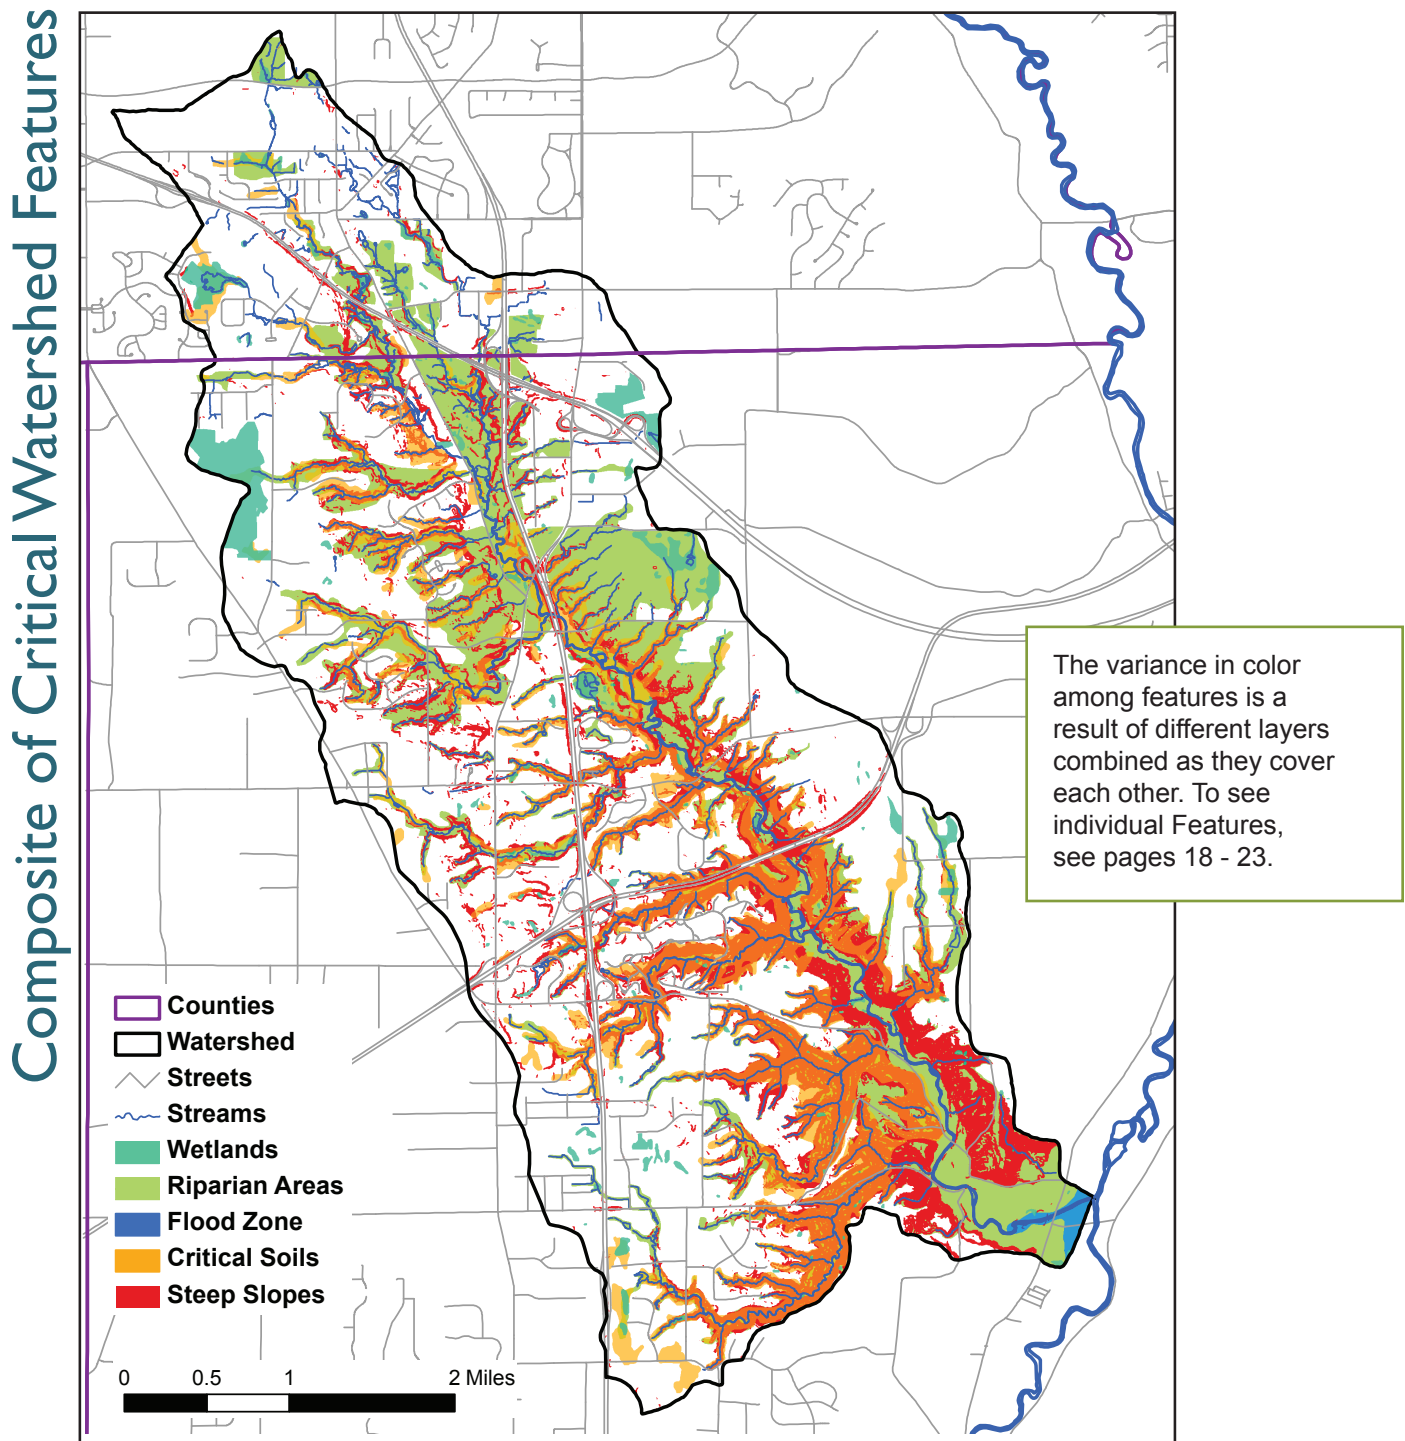 Composite of Critical Watershed Features
The variance in color
among features is a
result of different layers
combined as they cover
each other. To see
individual Features,
see pages 18 - 23.
Counties
Watershed
Streets
Streams
Wetlands
Riparian Areas
Flood Zone
Critical Soils
Steep Slopes
0 0.5 1 2 Miles